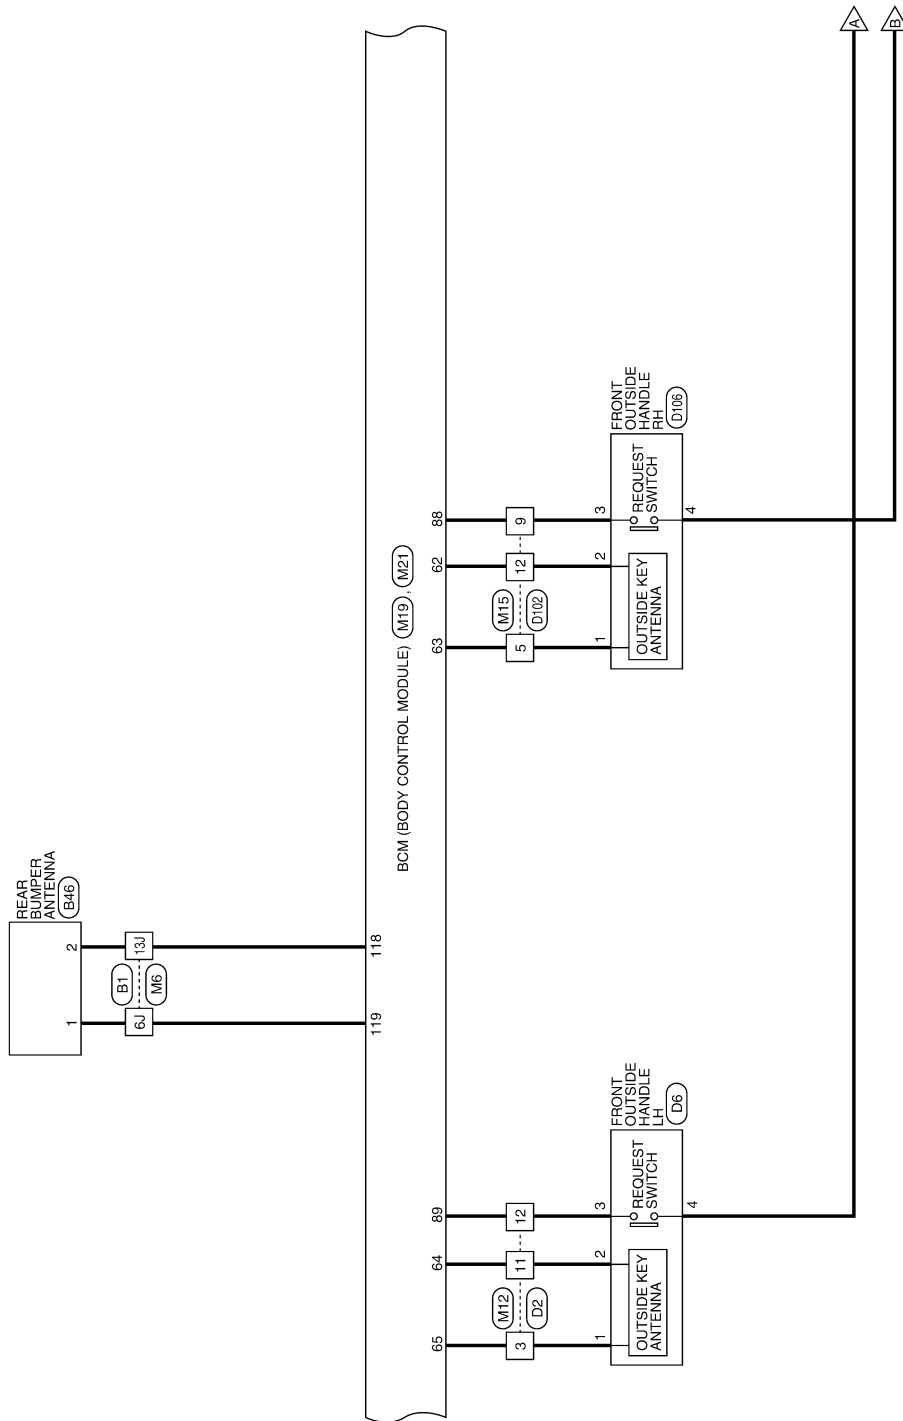 REAR
BUMPER
ANTENNA
B46
1
2
6J
13J
B1
M6
119
118
BCM (BODY CONTROL MODULE)
M19
,
M21
65
64
89
63
62
88
3
11
12
M12
D2
5
12
9
M15
D102
1
2
3
OUTSIDE KEY
ANTENNA
REQUEST
SWITCH
FRONT
OUTSIDE
HANDLE
LH
D6
4
1
2
3
OUTSIDE KEY
ANTENNA
REQUEST
SWITCH
FRONT
OUTSIDE
HANDLE
RH
D106
4
A
B